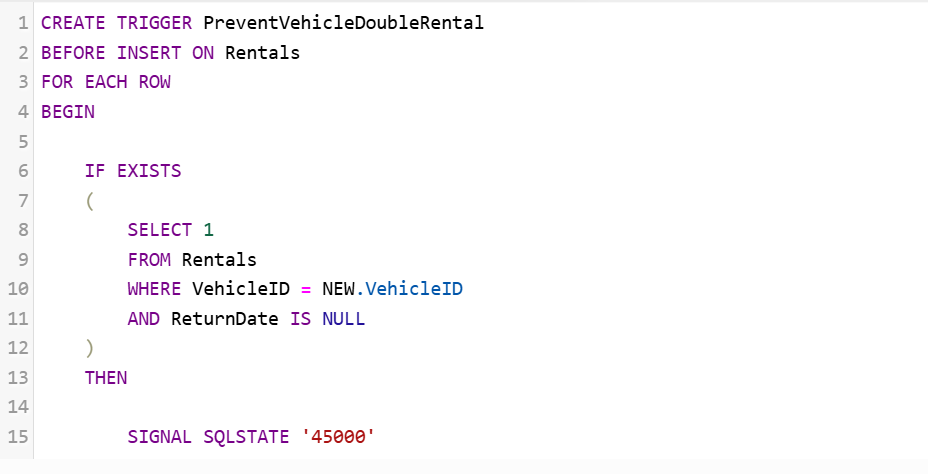 1 CREATE TRIGGER PreventVehicleDoubleRental
2 BEFORE INSERT ON Rentals
3 FOR EACH ROW
4 BEGIN
5
6     IF EXISTS
7     (
8         SELECT 1
9         FROM Rentals
10         WHERE VehicleID = NEW.VehicleID
11         AND ReturnDate IS NULL
12     )
13     THEN
14
15         SIGNAL SQLSTATE '45000'